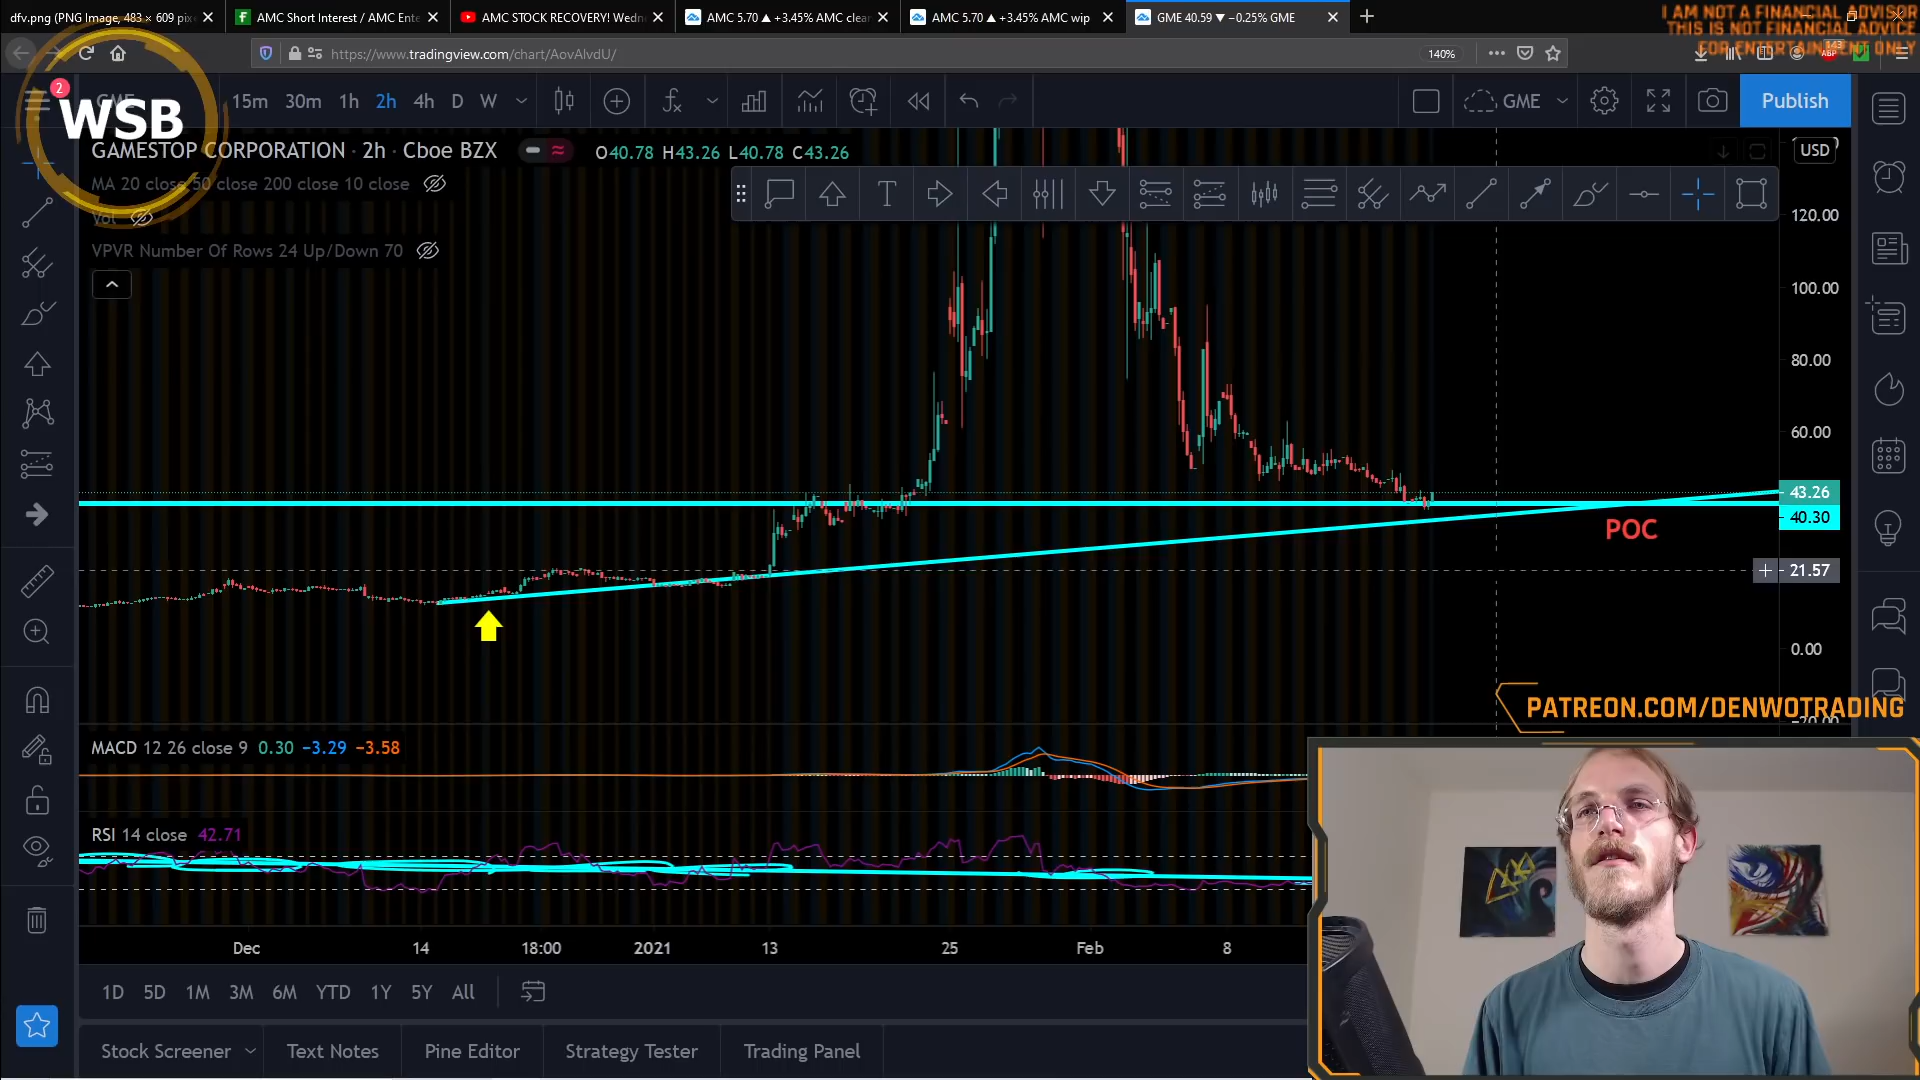 dfv.png (PNG Image, 483 × 609 pix
AMC Short Interest / AMC Ente
AMC STOCK RECOVERY! Wedn
AMC 5.70 ▲ +3.45% AMC clea
AMC 5.70 ▲ +3.45% AMC wip
GME 40.59 ▼ −0.25% GME
I AM NOT A FINANCIAL ADVISOR
THIS IS NOT FINANCIAL ADVICE
FOR ENTERTAINMENT ONLY
https://www.tradingview.com/chart/AovAlvdU/
140%
ABP
2
WSB
15m 30m 1h 2h 4h D W
GME
Publish
GAMESTOP CORPORATION · 2h · Cboe BZX
O40.78 H43.26 L40.78 C43.26
USD
MA 20 close 50 close 200 close 10 close
Vol
VPVR Number Of Rows 24 Up/Down 70
T
120.00
100.00
80.00
60.00
43.26
40.30
POC
21.57
0.00
PATREON.COM/DENWOTRADING
MACD 12 26 close 9 0.30 −3.29 −3.58
RSI 14 close 42.71
Dec 14 18:00 2021 13 25 Feb 8
1D 5D 1M 3M 6M YTD 1Y 5Y All
Stock Screener Text Notes Pine Editor Strategy Tester Trading Panel